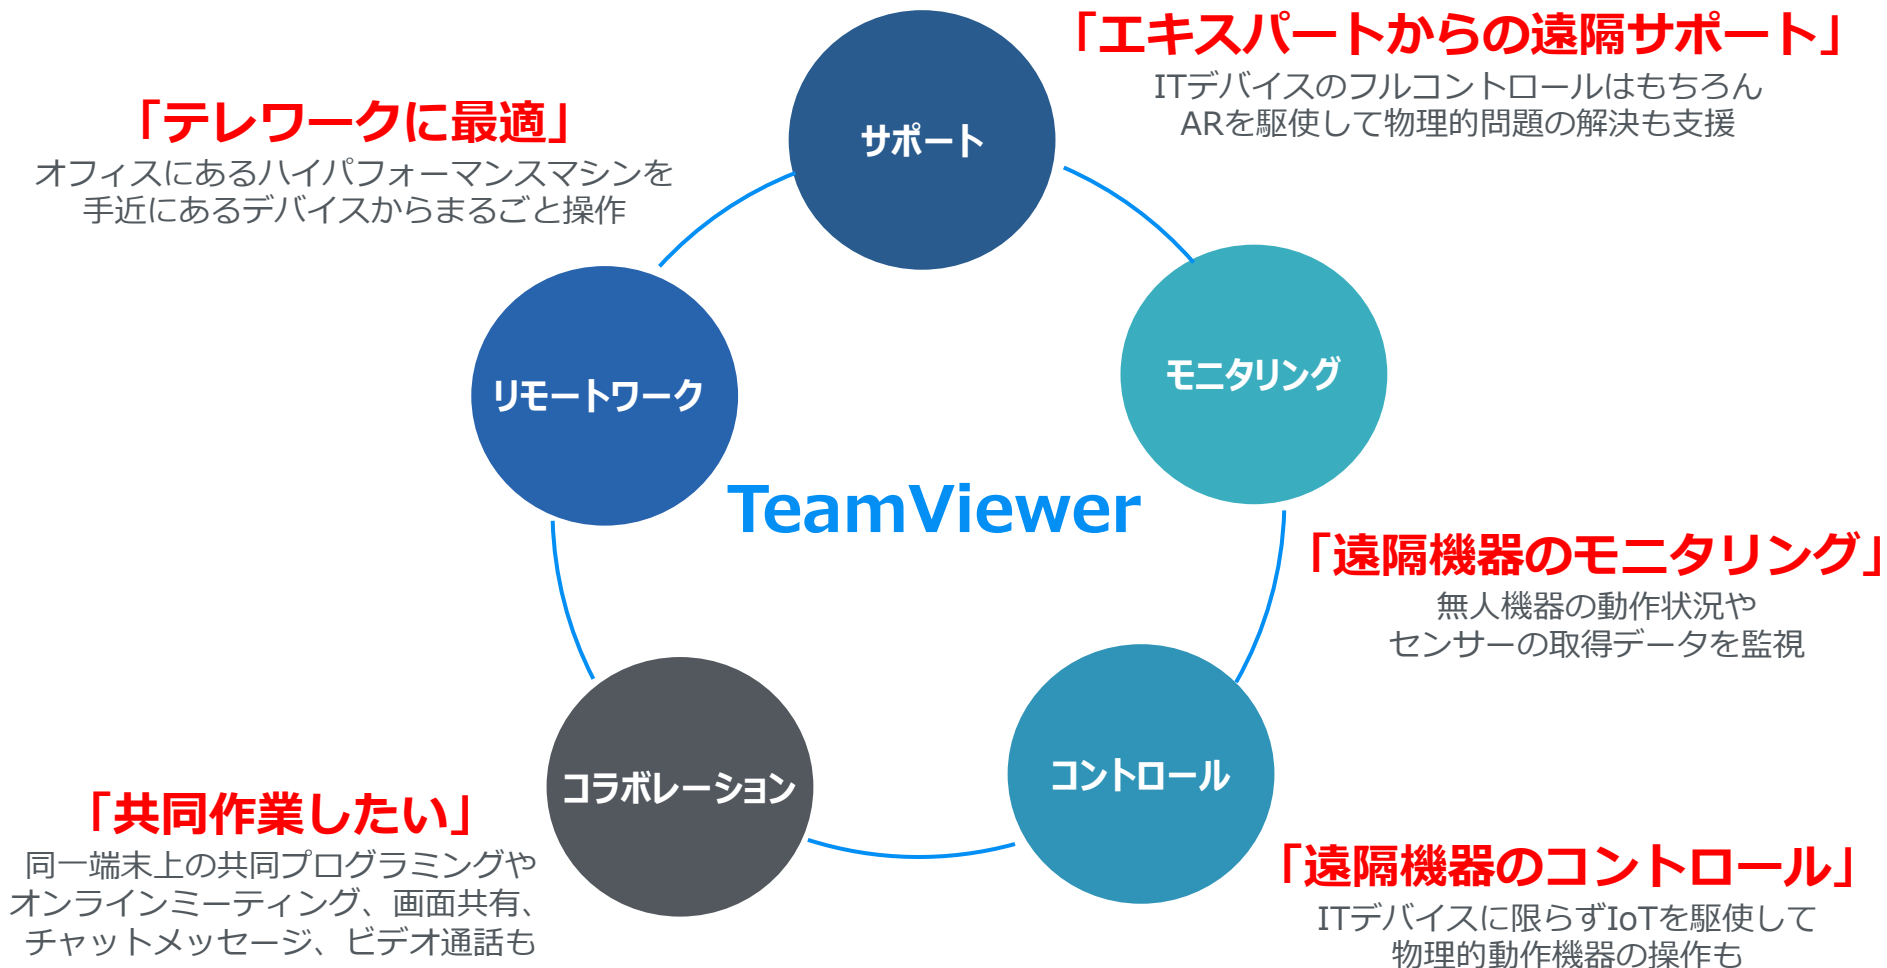 「エキスパートからの遠隔サポート」
ITデバイスのフルコントロールはもちろん
ARを駆使して物理的問題の解決も支援
サポート
「テレワークに最適」
オフィスにあるハイパフォーマンスマシンを
手近にあるデバイスからまるごと操作
リモートワーク
モニタリング
TeamViewer
「遠隔機器のモニタリング」
無人機器の動作状況や
センサーの取得データを監視
コラボレーション
コントロール
「共同作業したい」
同一端末上の共同プログラミングや
オンラインミーティング、画面共有、
チャットメッセージ、ビデオ通話も
「遠隔機器のコントロール」
ITデバイスに限らずIoTを駆使して
物理的動作機器の操作も